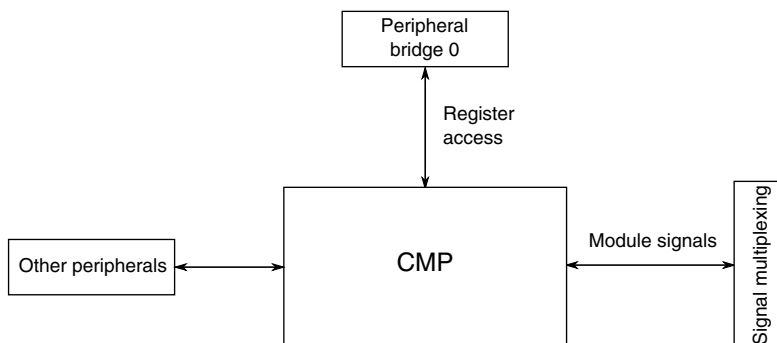 Peripheral
bridge 0
Register
access
Other peripherals
CMP
Module signals
Signal multiplexing